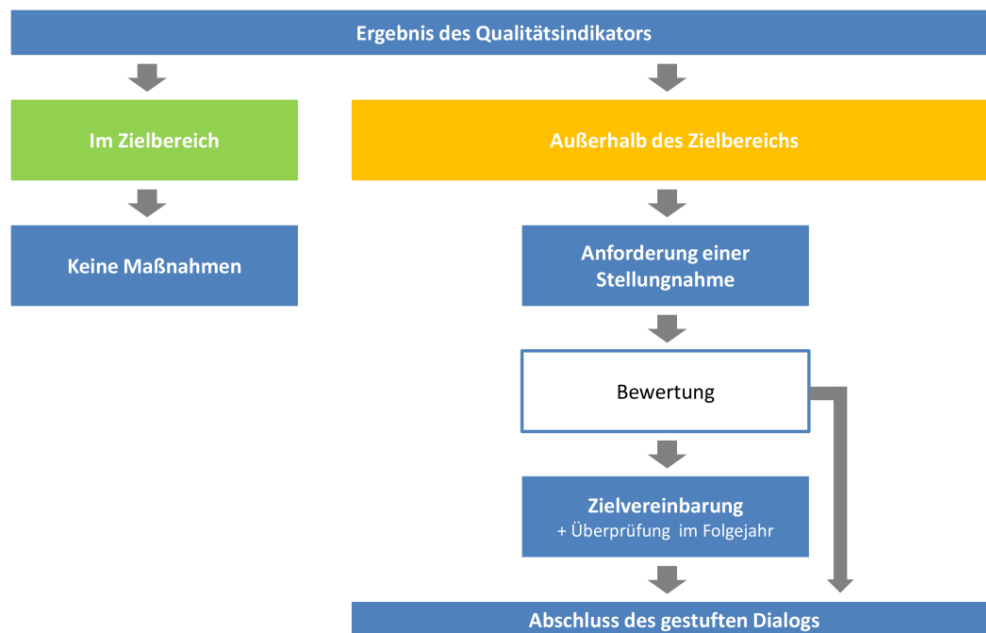 Ergebnis des Qualitätsindikators
Im Zielbereich
Außerhalb des Zielbereichs
Keine Maßnahmen
Anforderung einer
Stellungnahme
Bewertung
Zielvereinbarung
+ Überprüfung im Folgejahr
Abschluss des gestuften Dialogs